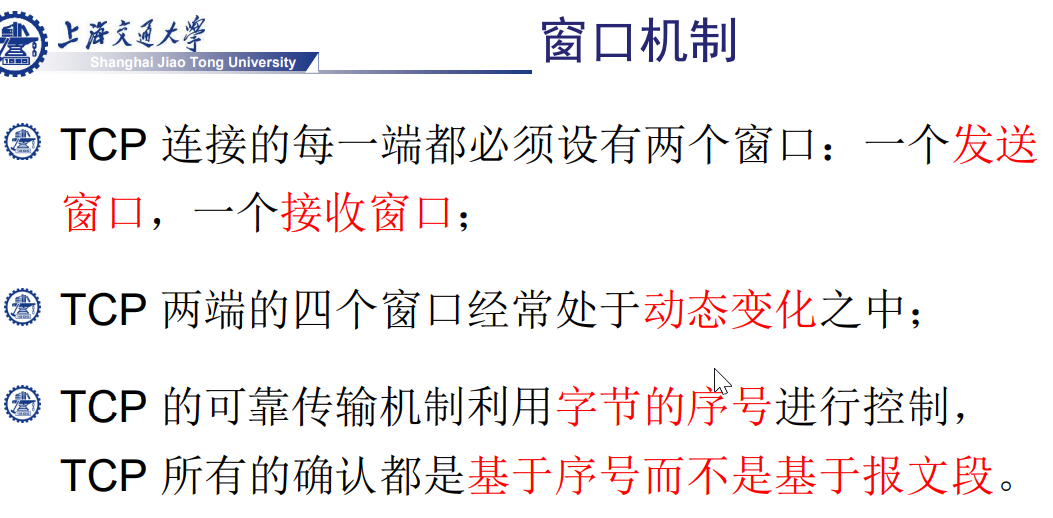 上海交通大学
Shanghai Jiao Tong University
窗口机制
TCP 连接的每一端都必须设有两个窗口：一个发送
窗口，一个接收窗口；
TCP 两端的四个窗口经常处于动态变化之中；
TCP 的可靠传输机制利用字节的序号进行控制，
TCP 所有的确认都是基于序号而不是基于报文段。